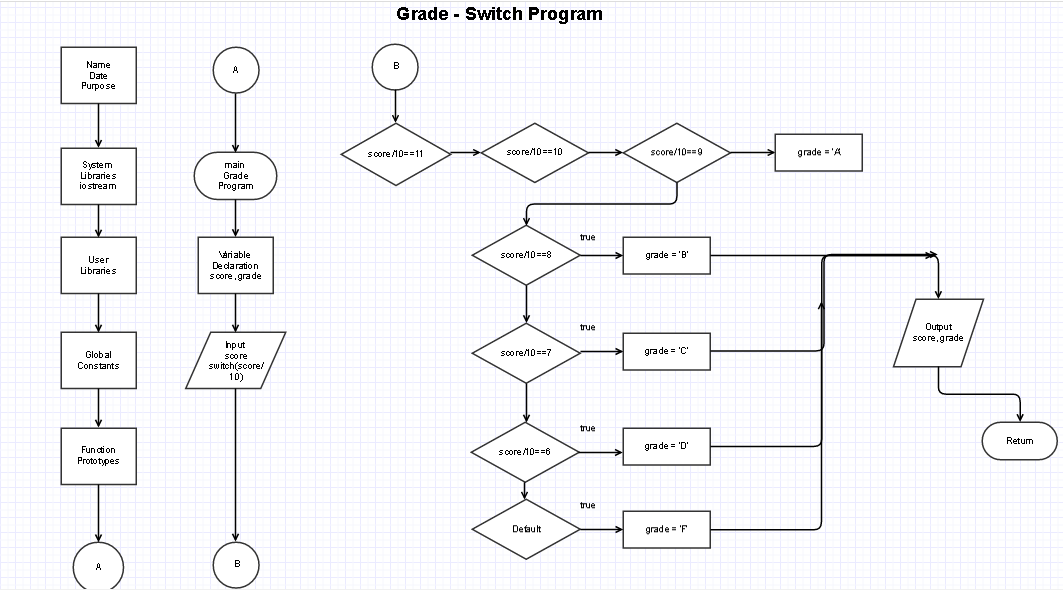 Grade - Switch Program
Name
Date
Purpose
System
Libraries
iostream
User
Libraries
Global
Constants
Function
Prototypes
A
A
main
Grade
Program
Variable
Declaration
score,grade
Input
score
switch(score/
10)
B
B
score/10==11
score/10==10
score/10==9
grade = 'A'
score/10==8
true
grade = 'B'
score/10==7
true
grade = 'C'
score/10==6
true
grade = 'D'
Default
true
grade = 'F'
Output
score,grade
Return